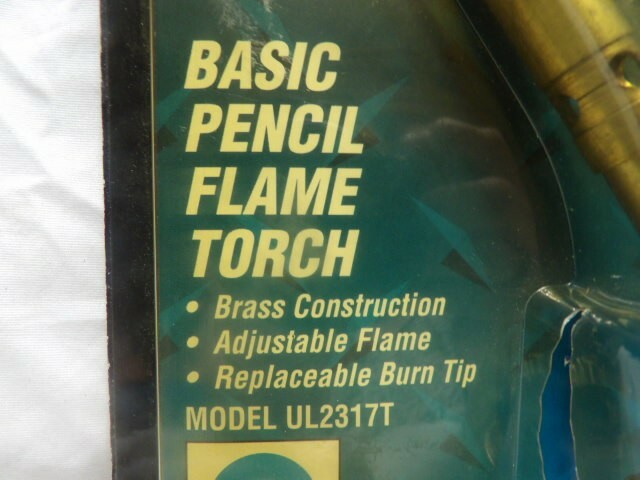 BASIC
PENCIL
FLAME
TORCH
• Brass Construction
• Adjustable Flame
• Replaceable Burn Tip
MODEL UL2317T